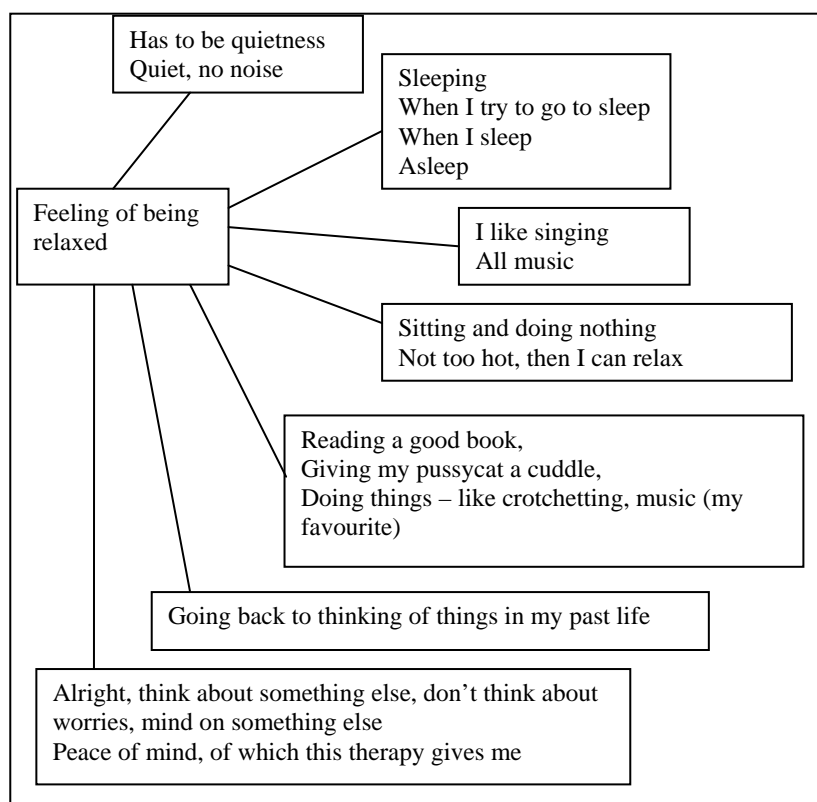 Has to be quietness
Quiet, no noise
Sleeping
When I try to go to sleep
When I sleep
Asleep
Feeling of being
relaxed
I like singing
All music
Sitting and doing nothing
Not too hot, then I can relax
Reading a good book,
Giving my pussycat a cuddle,
Doing things – like crotchetting, music (my
favourite)
Going back to thinking of things in my past life
Alright, think about something else, don’t think about
worries, mind on something else
Peace of mind, of which this therapy gives me